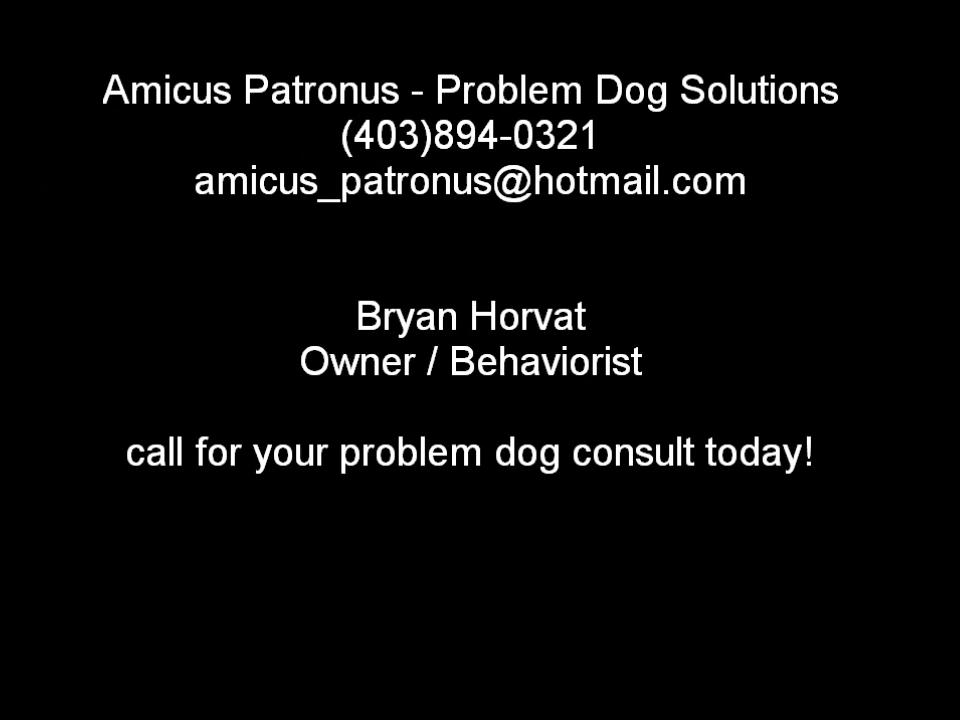 Amicus Patronus - Problem Dog Solutions
(403)894-0321
amicus_patronus@hotmail.com
Bryan Horvat
Owner / Behaviorist
call for your problem dog consult today!